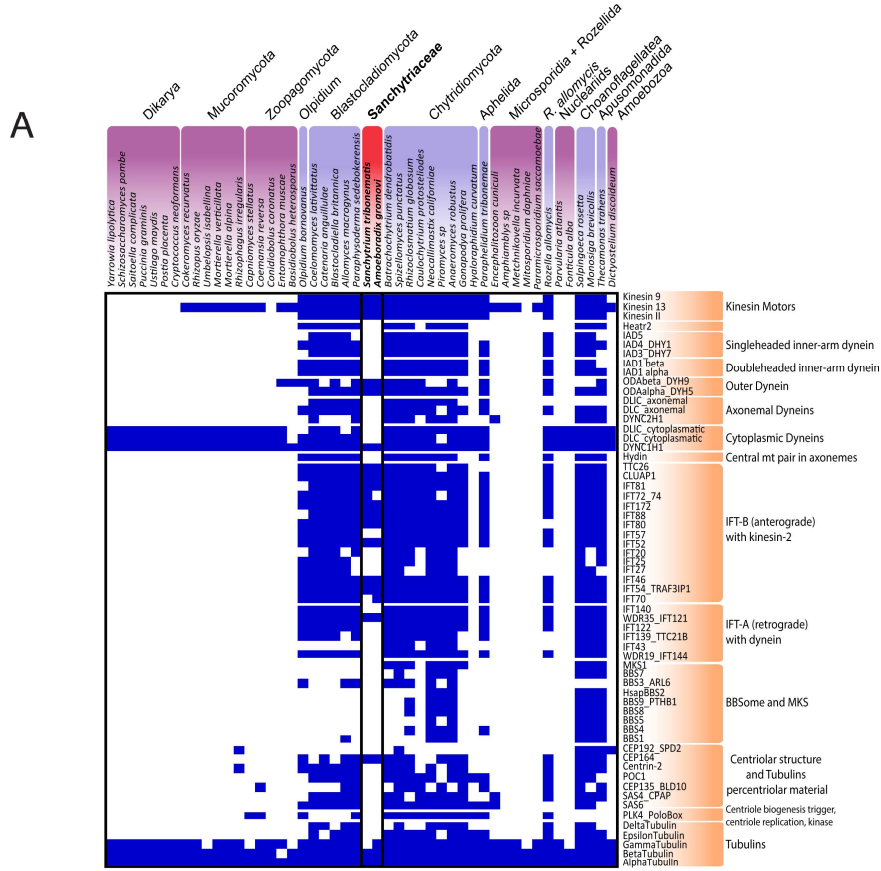 A
Dikarya
Mucoromycota
Zoopagomycota
Olpidium
Blastocladiomycota
Sanchytriaceae
Chytridiomycota
Aphelida
Microsporidia + Rozellida
R. allomycis
Nucleariids
Choanoflagellatea
Apusomonadida
Amoebozoa
Yarrowia lipolytica
Schizosaccharomyces pombe
Saitoella complicata
Puccinia graminis
Ustilago maydis
Postia placenta
Cryptococcus neoformans
Cokeromyces recurvatus
Rhizopus oryzae
Umbelopsis isabellina
Mortierella verticillata
Mortierella alpina
Rhizophagus irregularis
Capniomyces stellatus
Coemansia reversa
Conidiobolus coronatus
Entomophthora muscae
Basidiobolus heterosporus
Olpidium bornovanus
Coelomomyces lativittatus
Catenaria anguillulae
Blastocladiella britannica
Allomyces macrogynus
Paraphysoderma sedebokerensis
Sanchytrium tribonematis
Amoeboradix gromovi
Batrachochytrium dendrobatidis
Spizellomyces punctatus
Rhizoclosmatium globosum
Caulochytrium protosteliodes
Neocallimastix californiae
Piromyces sp
Anaeromyces robustus
Gonapodya prolifera
Hyaloraphidium curvatum
Paraphelidium tribonemae
Encephalitozoon cuniculi
Amphiamblys sp
Metchnikovella incurvata
Mitosporidium daphniae
Paramicrosporidium saccamoebae
Rozella allomycis
Parvularia atlantis
Fonticula alba
Salpingoeca rosetta
Monosiga brevicollis
Thecamonas trahens
Dictyostelium discoideum
Kinesin 9
Kinesin 13
Kinesin II
Kinesin Motors
Heatr2
IAD5
IAD4_DHY1
IAD3_DHY7
Singleheaded inner-arm dynein
IAD1 beta
IAD1 alpha
Doubleheaded inner-arm dynein
ODAbeta_DYH9
ODAalpha_DYH5
Outer Dynein
DLIC_axonemal
DLC_axonemal
DYNC2H1
Axonemal Dyneins
DLIC_cytoplasmatic
DLC_cytoplasmatic
DYNC1H1
Cytoplasmic Dyneins
Hydin
Central mt pair in axonemes
TTC26
CLUAP1
IFT81
IFT72_74
IFT172
IFT88
IFT80
IFT57
IFT52
IFT20
IFT25
IFT27
IFT46
IFT54_TRAF3IP1
IFT70
IFT-B (anterograde)
with kinesin-2
IFT140
WDR35_IFT121
IFT122
IFT139_TTC21B
IFT43
WDR19_IFT144
IFT-A (retrograde)
with dynein
MKS1
BBS7
BBS3_ARL6
HsapBBS2
BBS9_PTHB1
BBS8
BBS5
BBS4
BBS1
BBSome and MKS
CEP192_SPD2
CEP164
Centrin-2
POC1
CEP135_BLD10
SAS4_CPAP
SAS6
Centriolar structure
and Tubulins
percentriolar material
PLK4_PoloBox
Centriole biogenesis trigger,
centriole replication, kinase
DeltaTubulin
EpsilonTubulin
GammaTubulin
BetaTubulin
AlphaTubulin
Tubulins